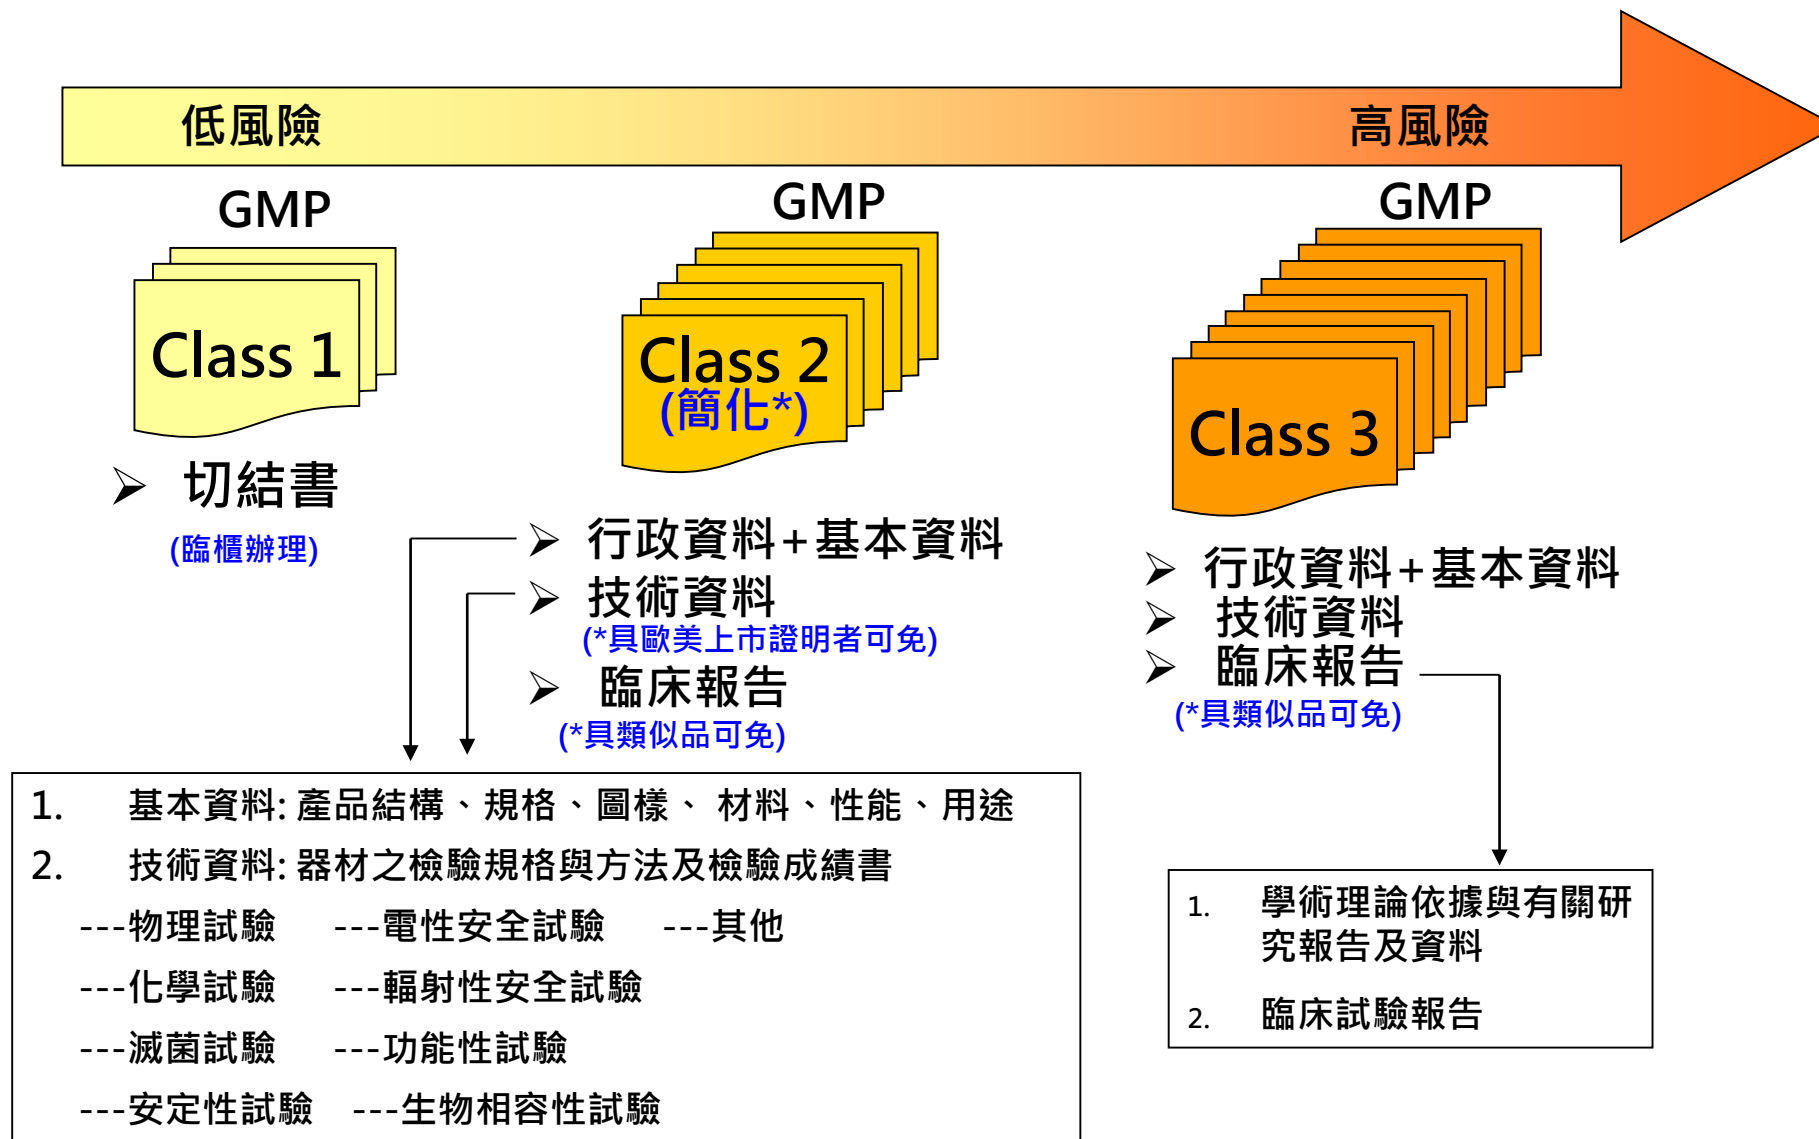 低風險
高風險
GMP
Class 1
切結書
(臨櫃辦理)
GMP
Class 2
(簡化*)
行政資料+基本資料
技術資料
(*具歐美上市證明者可免)
臨床報告
(*具類似品可免)
GMP
Class 3
行政資料+基本資料
技術資料
臨床報告
(*具類似品可免)
1. 基本資料: 產品結構、規格、圖樣、 材料、性能、用途
2. 技術資料: 器材之檢驗規格與方法及檢驗成績書
---物理試驗 ---電性安全試驗 ---其他
---化學試驗 ---輻射性安全試驗
---滅菌試驗 ---功能性試驗
---安定性試驗 ---生物相容性試驗
1. 學術理論依據與有關研
究報告及資料
2. 臨床試驗報告